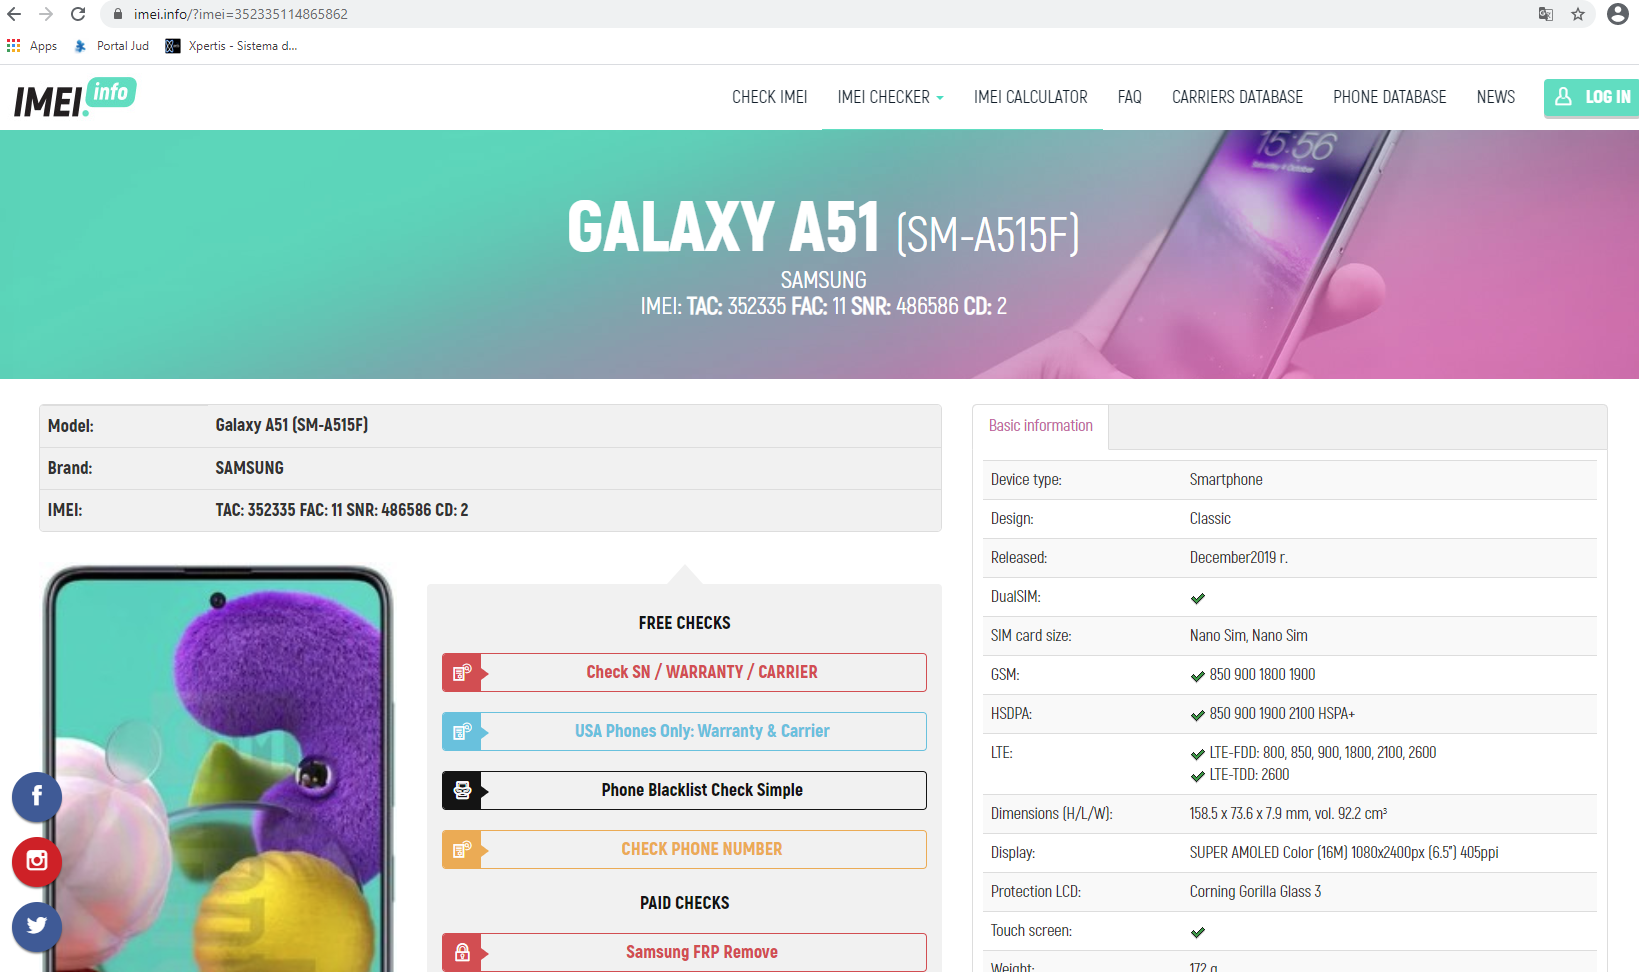 imei.info/?imei=352335114865862
Apps Portal Jud Xpertis - Sistema d...
IMEI.info
CHECK IMEI IMEI CHECKER IMEI CALCULATOR FAQ CARRIERS DATABASE PHONE DATABASE NEWS LOG IN
15:56
Saturday 4 October
GALAXY A51 (SM-A515F)
SAMSUNG
IMEI: TAC: 352335 FAC: 11 SNR: 486586 CD: 2
Model: Galaxy A51 (SM-A515F)
Brand: SAMSUNG
IMEI: TAC: 352335 FAC: 11 SNR: 486586 CD: 2
FREE CHECKS
Check SN / WARRANTY / CARRIER
USA Phones Only: Warranty & Carrier
Phone Blacklist Check Simple
CHECK PHONE NUMBER
PAID CHECKS
Samsung FRP Remove
Basic information
Device type: Smartphone
Design: Classic
Released: December2019 r.
DualSIM:
SIM card size: Nano Sim, Nano Sim
GSM: 850 900 1800 1900
HSDPA: 850 900 1900 2100 HSPA+
LTE: LTE-FDD: 800, 850, 900, 1800, 2100, 2600
LTE-TDD: 2600
Dimensions (H/L/W): 158.5 x 73.6 x 7.9 mm, vol. 92.2 cm³
Display: SUPER AMOLED Color (16M) 1080x2400px (6.5") 405ppi
Protection LCD: Corning Gorilla Glass 3
Touch screen:
Weight: 172 g